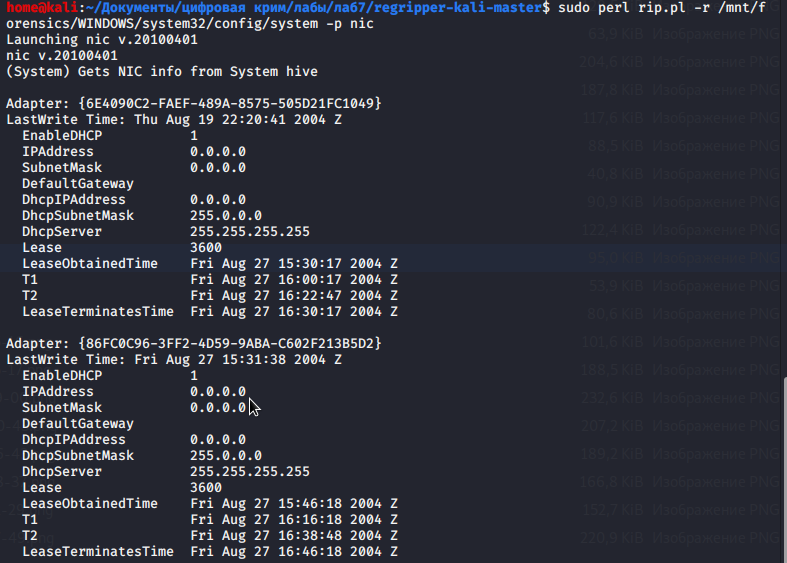 home@kali:~/Документы/цифровая крим/лабы/лаб7/regripper-kali-master$ sudo perl rip.pl -r /mnt/f
orensics/WINDOWS/system32/config/system -p nic
Launching nic v.20100401
nic v.20100401
(System) Gets NIC info from System hive
Adapter: {6E4090C2-FAEF-489A-8575-505D21FC1049}
LastWrite Time: Thu Aug 19 22:20:41 2004 Z
EnableDHCP 1
IPAddress 0.0.0.0
SubnetMask 0.0.0.0
DefaultGateway
DhcpIPAddress 0.0.0.0
DhcpSubnetMask 255.0.0.0
DhcpServer 255.255.255.255
Lease 3600
LeaseObtainedTime Fri Aug 27 15:30:17 2004 Z
T1 Fri Aug 27 16:00:17 2004 Z
T2 Fri Aug 27 16:22:47 2004 Z
LeaseTerminatesTime Fri Aug 27 16:30:17 2004 Z
Adapter: {86FC0C96-3FF2-4D59-9ABA-C602F213B5D2}
LastWrite Time: Fri Aug 27 15:31:38 2004 Z
EnableDHCP 1
IPAddress 0.0.0.0
SubnetMask 0.0.0.0
DefaultGateway
DhcpIPAddress 0.0.0.0
DhcpSubnetMask 255.0.0.0
DhcpServer 255.255.255.255
Lease 3600
LeaseObtainedTime Fri Aug 27 15:46:18 2004 Z
T1 Fri Aug 27 16:16:18 2004 Z
T2 Fri Aug 27 16:38:48 2004 Z
LeaseTerminatesTime Fri Aug 27 16:46:18 2004 Z